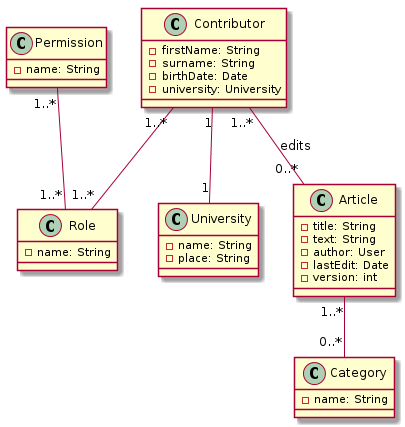 C Contributor
firstName: String
surname: String
birthDate: Date
university: University
C Permission
name: String
1..*
1..*
1
1..*
edits
1..*
1..*
1
0..*
C Role
name: String
C University
name: String
place: String
C Article
title: String
text: String
author: User
lastEdit: Date
version: int
1..*
0..*
C Category
name: String